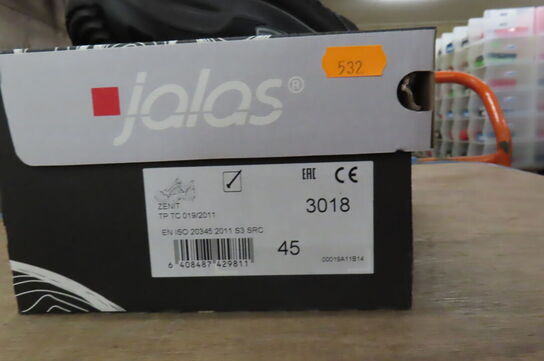 532
jalas®
EAC CE
ZENIT
TP TC 019/2011
3018
EN ISO 20345:2011 S3 SRC
45
6 408487 429811
00019A11B14